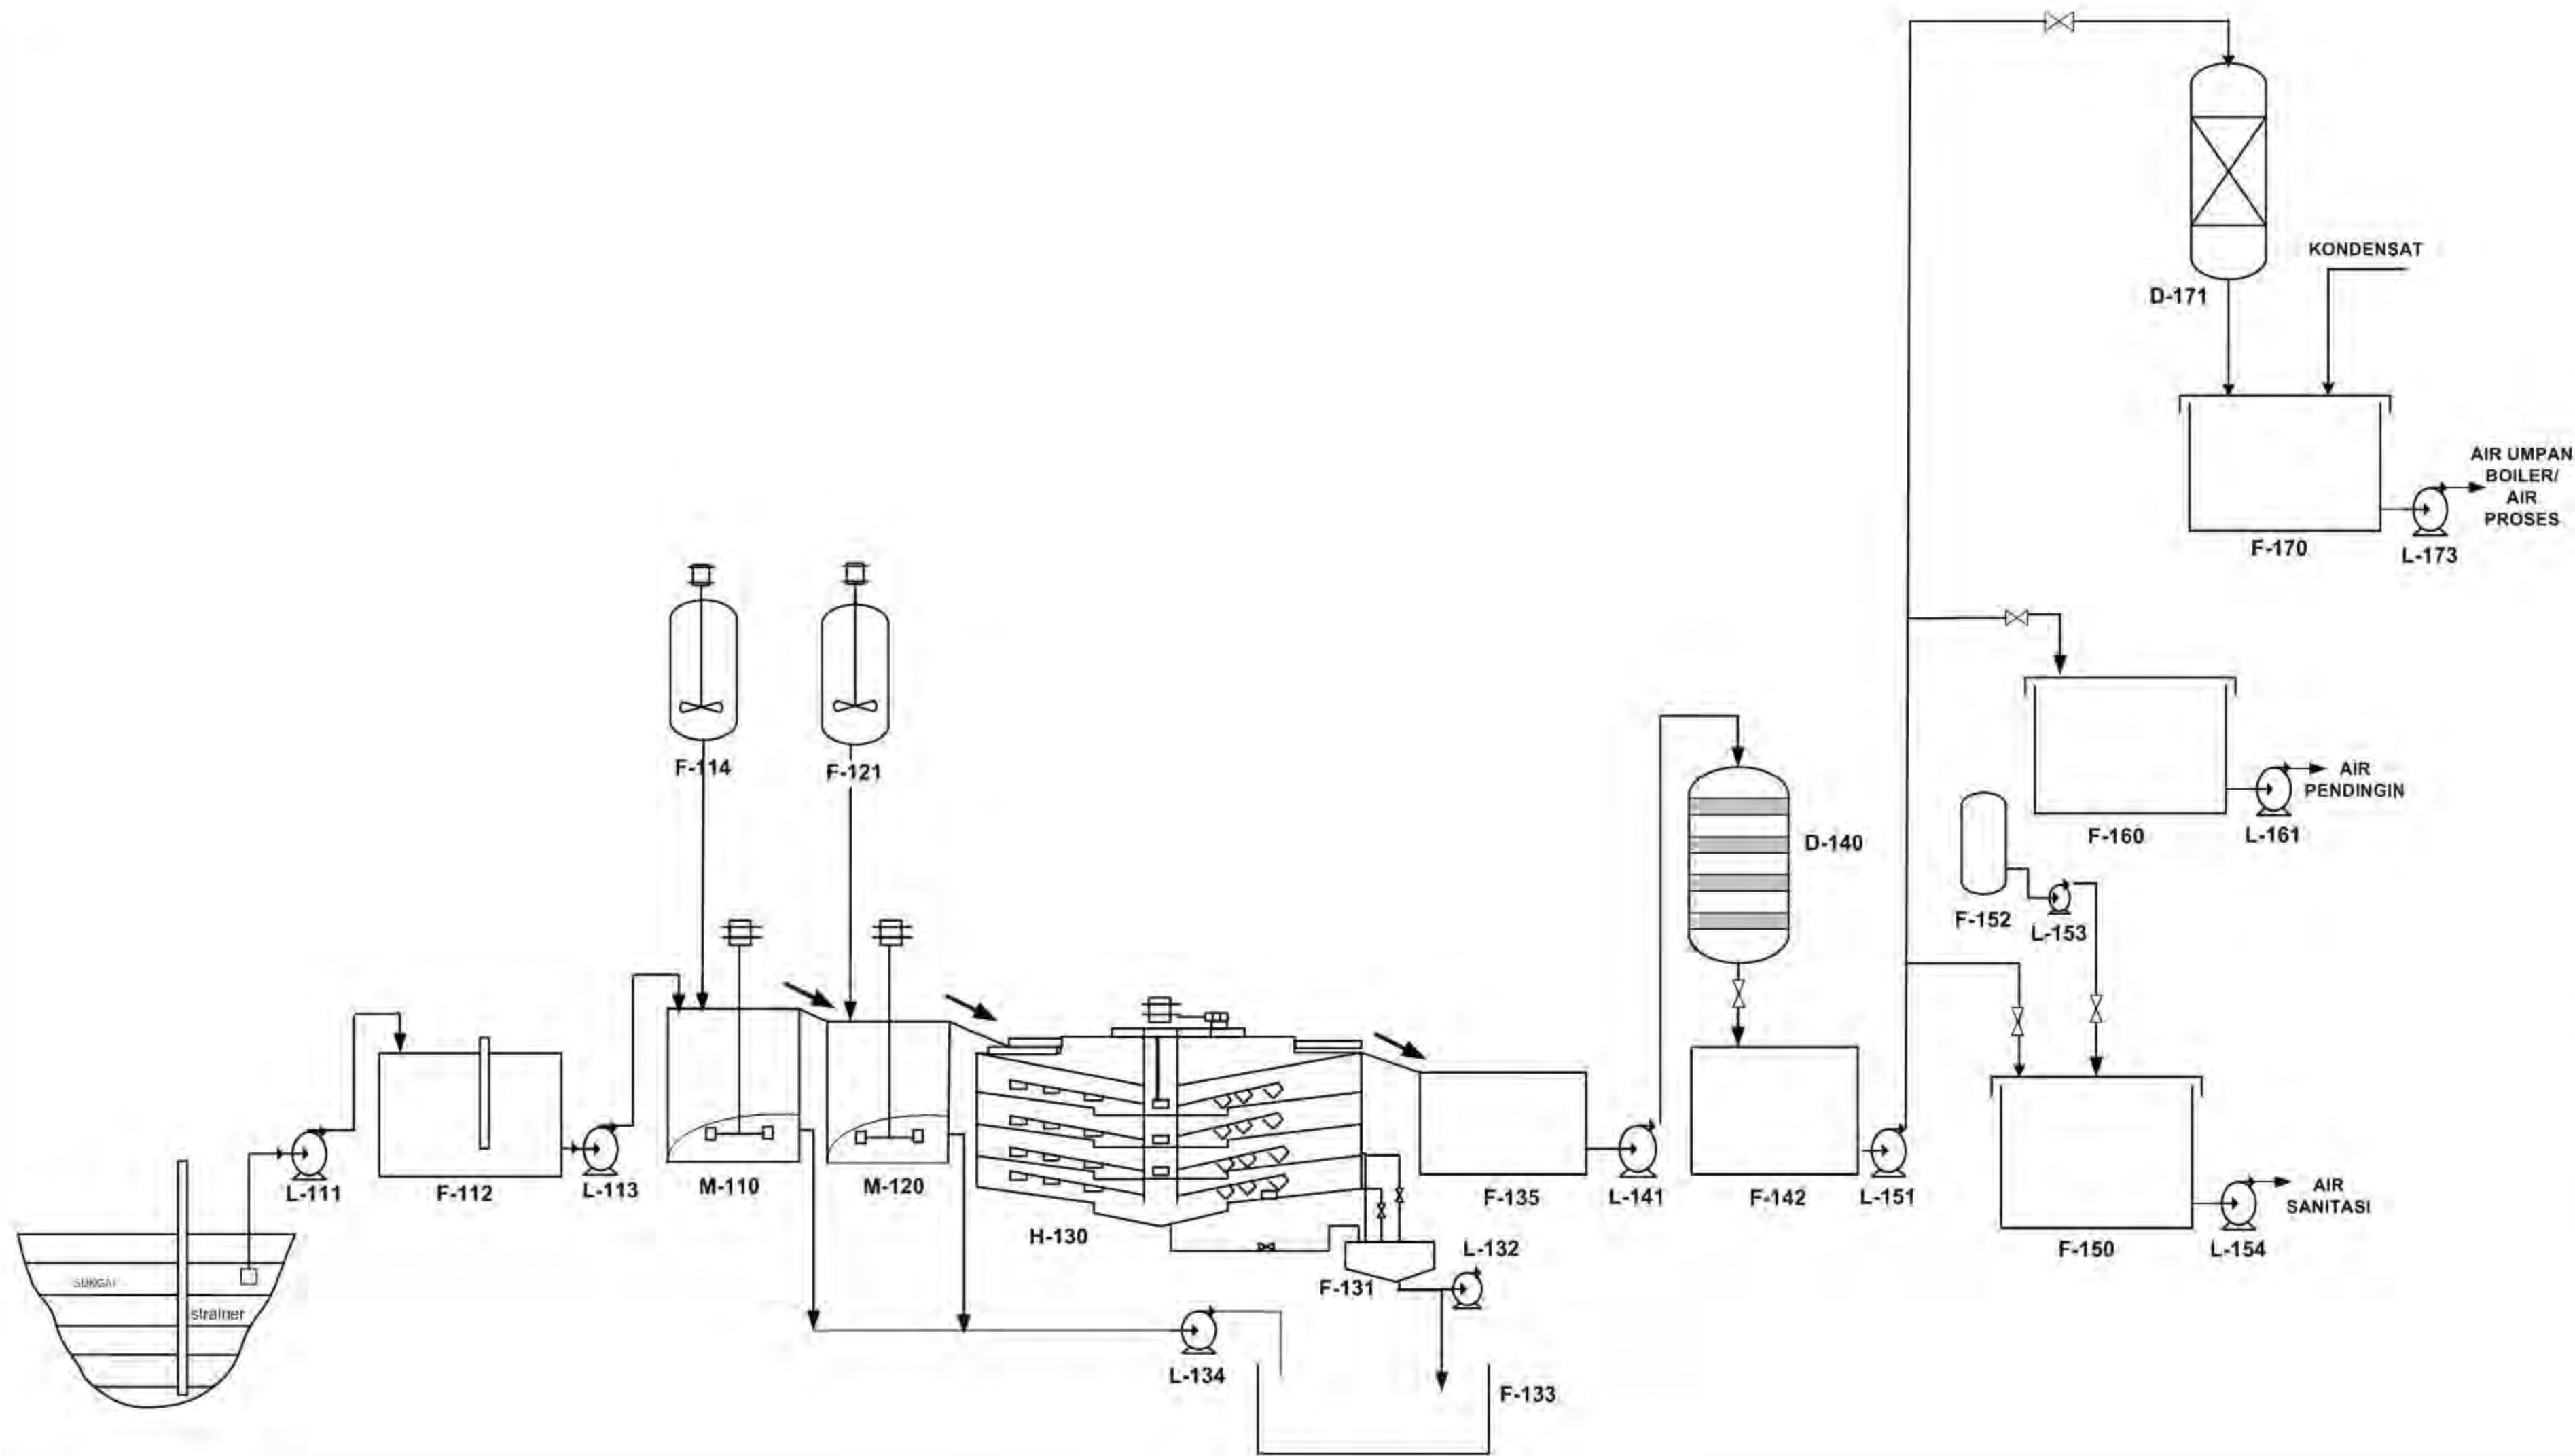 KONDENSAT
D-171
AIR UMPAN
BOILER/
AIR
PROSES
F-170
L-173
F-114
F-121
AIR
PENDINGIN
F-160
L-161
D-140
F-152
L-153
L-111
F-112
L-113
M-110
M-120
H-130
F-135
L-141
F-142
L-151
AIR
SANITASI
F-150
L-154
L-132
F-131
SUNGAI
strainer
L-134
F-133